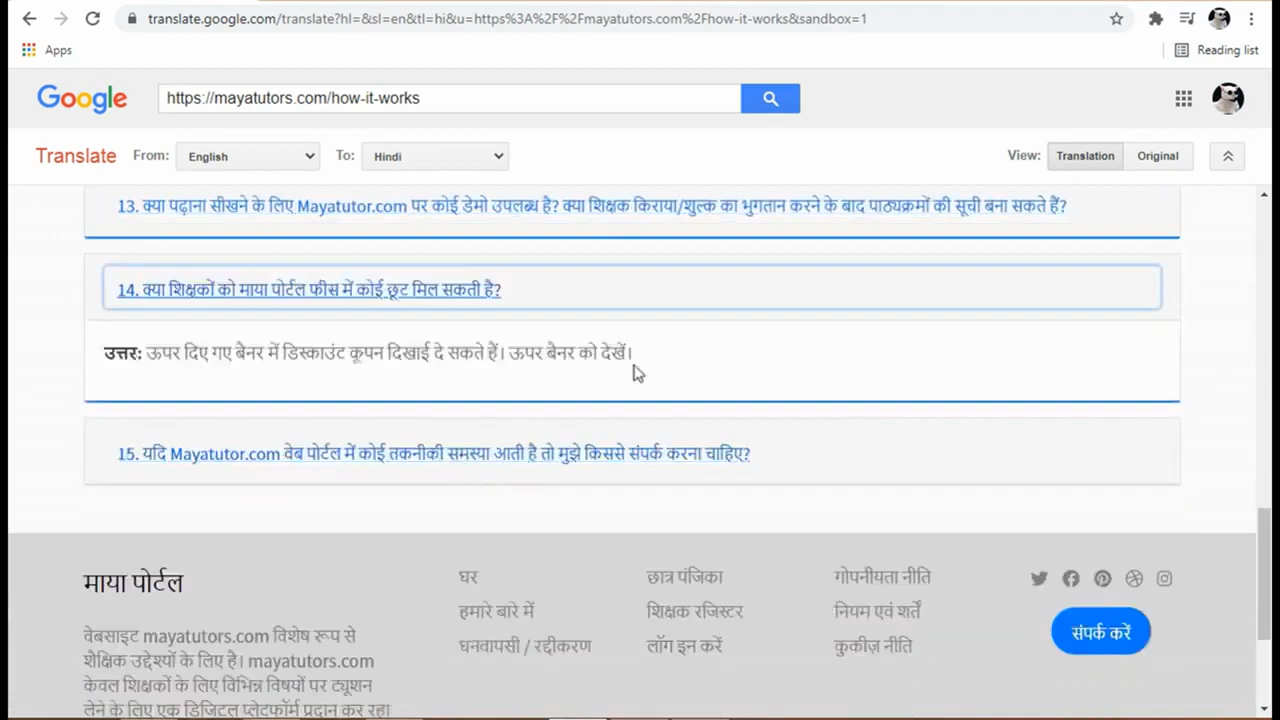 translate.google.com/translate?hl=&sl=en&tl=hi&u=https%3A%2F%2Fmayatutors.com%2Fhow-it-works&sandbox=1
Apps
Reading list
Google
https://mayatutors.com/how-it-works
Translate
From:
English
To:
Hindi
View:
Translation
Original
13. क्या पढ़ाना सीखने के लिए Mayatutor.com पर कोई डेमो उपलब्ध है? क्या शिक्षक किराया/शुल्क का भुगतान करने के बाद पाठ्यक्रमों की सूची बना सकते हैं?
14. क्या शिक्षकों को माया पोर्टल फीस में कोई छूट मिल सकती है?
उत्तर: ऊपर दिए गए बैनर में डिस्काउंट कूपन दिखाई दे सकते हैं। ऊपर बैनर को देखें।
15. यदि Mayatutor.com वेब पोर्टल में कोई तकनीकी समस्या आती है तो मुझे किससे संपर्क करना चाहिए?
माया पोर्टल
वेबसाइट mayatutors.com विशेष रूप से
शैक्षिक उद्देश्यों के लिए है। mayatutors.com
केवल शिक्षकों के लिए विभिन्न विषयों पर ट्यूशन
लेने के लिए एक डिजिटल प्लेटफॉर्म प्रदान कर रहा
घर
हमारे बारे में
धनवापसी / रद्दीकरण
छात्र पंजिका
शिक्षक रजिस्टर
लॉग इन करें
गोपनीयता नीति
नियम एवं शर्तें
कुकीज़ नीति
संपर्क करें